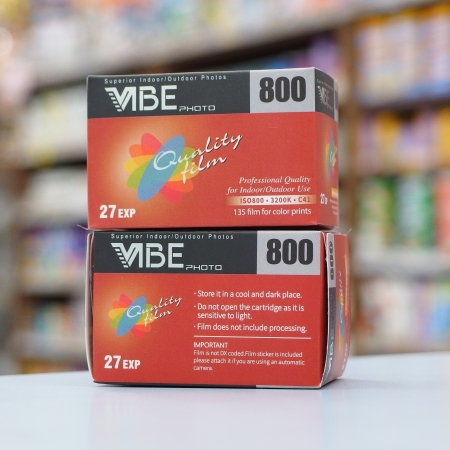 Superior Indoor/Outdoor Photos
VIBE PHOTO
800
Quality
film
Professional Quality
for Indoor/Outdoor Use
ISO800 • 3200K • C41
135 film for color prints
27 EXP
Superior Indoor/Outdoor Photos
VIBE PHOTO
800
Quality
film
· Store it in a cool and dark place.
· Do not open the cartridge as it is
sensitive to light.
· Film does not include processing.
IMPORTANT
Film is not DX coded.Film sticker is included
please attach it if you are using an automatic
camera
27 EXP